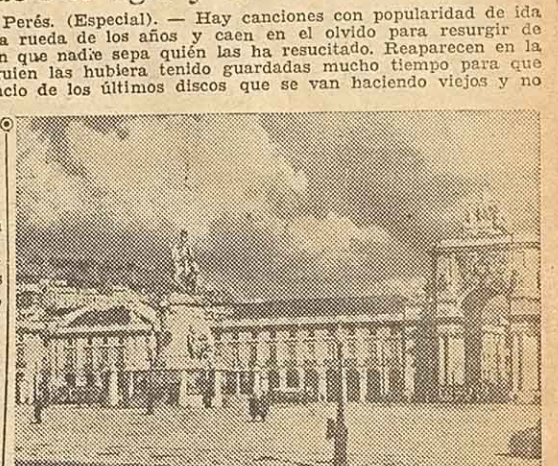 Perés. (Especial). — Hay canciones con popularidad de ida
a rueda de los años y caen en el olvido para resurgir de
n que nadie sepa quién las ha resucitado. Reaparecen en la
uien las hubiera tenido guardadas mucho tiempo para que
cio de los últimos discos que se van haciendo viejos y no